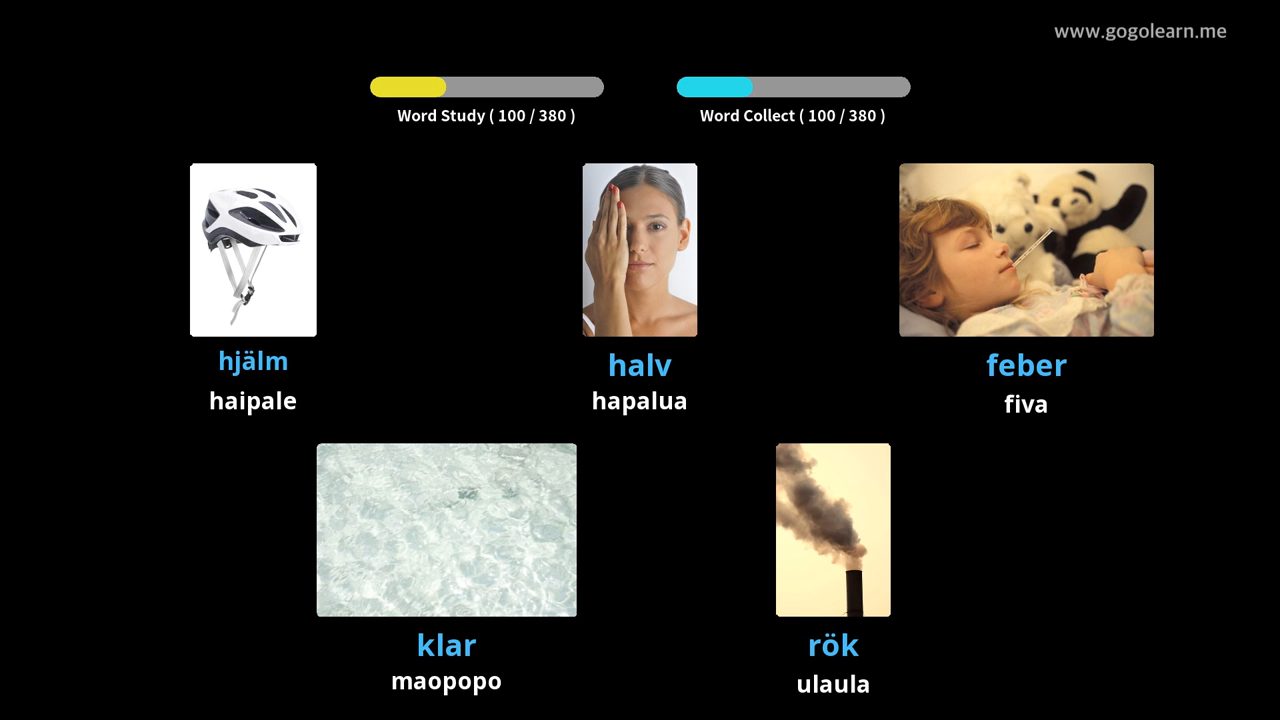 www.gogolearn.me
Word Study ( 100 / 380 )
Word Collect ( 100 / 380 )
hjälm
haipale
halv
hapalua
feber
fiva
klar
maopopo
rök
ulaula